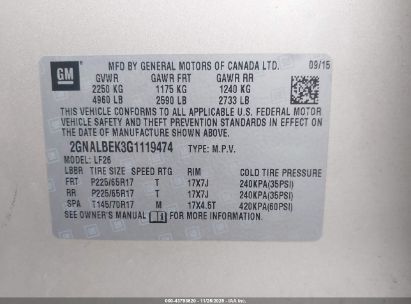 GM
MFD BY GENERAL MOTORS OF CANADA LTD. 09/15
GVWR GAWR FRT GAWR RR
2250 KG 1175 KG 1240 KG
4960 LB 2590 LB 2733 LB
THIS VEHICLE CONFORMS TO ALL APPLICABLE U.S. FEDERAL MOTOR
VEHICLE SAFETY AND THEFT PREVENTION STANDARDS IN EFFECT ON
THE DATE OF MANUFACTURE SHOWN ABOVE.
2GNALBEK3G1119474 TYPE: M.P.V.
MODEL: LF26
TIRE SIZE SPEED RTG RIM COLD TIRE PRESSURE
FRT P225/65R17 T 17X7J 240KPA(35PSI)
RR P225/65R17 T 17X7J 240KPA(35PSI)
SPA T145/70R17 M 17X4.5T 420KPA(60PSI)
SEE OWNER'S MANUAL FOR MORE INFORMATION.